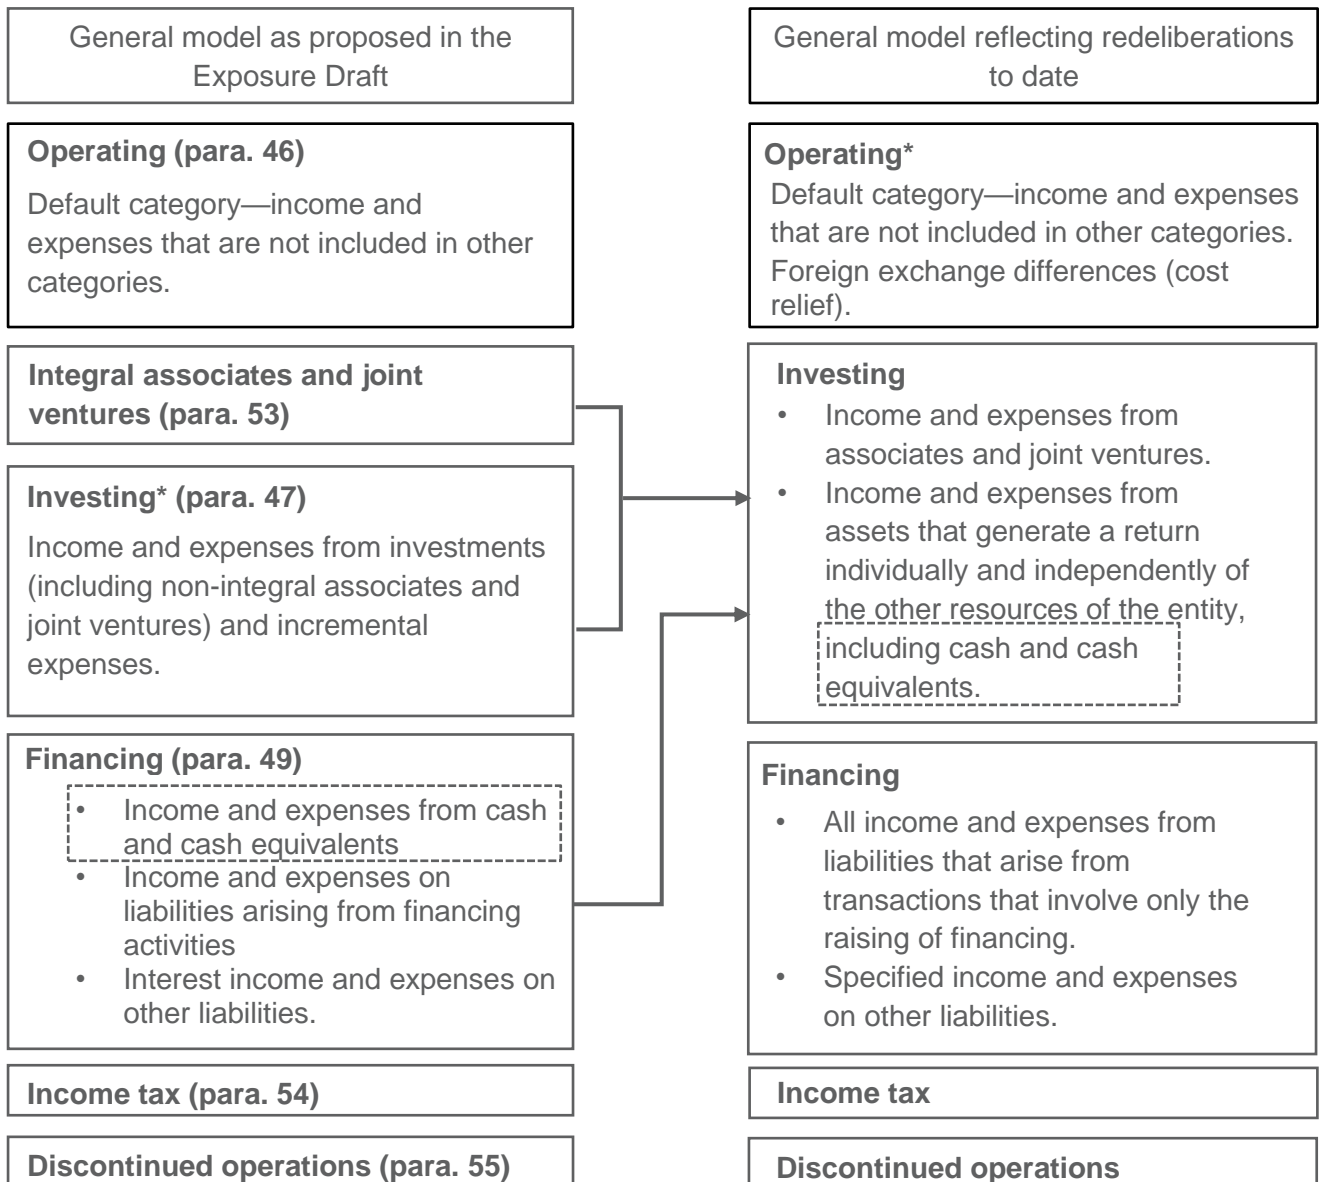 General model as proposed in the
Exposure Draft
Operating (para. 46)
Default category—income and
expenses that are not included in other
categories.
Integral associates and joint
ventures (para. 53)
Investing* (para. 47)
Income and expenses from investments
(including non-integral associates and
joint ventures) and incremental
expenses.
Financing (para. 49)
• Income and expenses from cash
and cash equivalents
• Income and expenses on
liabilities arising from financing
activities
• Interest income and expenses on
other liabilities.
Income tax (para. 54)
Discontinued operations (para. 55)
General model reflecting redeliberations
to date
Operating*
Default category—income and expenses
that are not included in other categories.
Foreign exchange differences (cost
relief).
Investing
• Income and expenses from
associates and joint ventures.
• Income and expenses from
assets that generate a return
individually and independently of
the other resources of the entity,
including cash and cash
equivalents.
Financing
• All income and expenses from
liabilities that arise from
transactions that involve only the
raising of financing.
• Specified income and expenses
on other liabilities.
Income tax
Discontinued operations